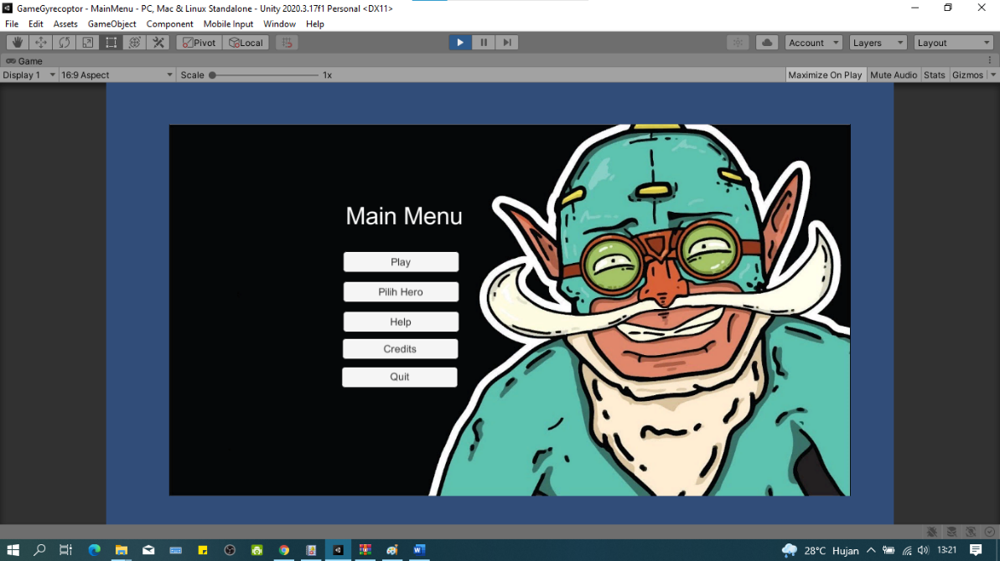 GameGyrecoptor - MainMenu - PC, Mac & Linux Standalone - Unity 2020.3.17f1 Personal <DX11>
File Edit Assets GameObject Component Mobile Input Window Help
Pivot Local Account Layers Layout
Game
Display 1 16:9 Aspect Scale 1x Maximize On Play Mute Audio Stats Gizmos
Main Menu
Play
Pilih Hero
Help
Credits
Quit
28°C Hujan 13:21